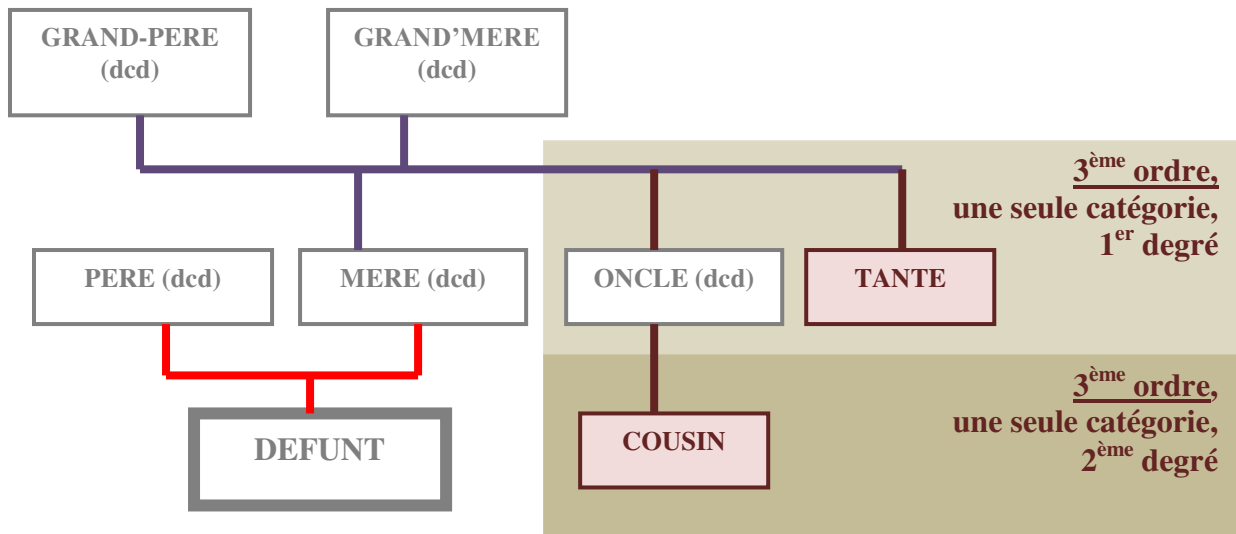 GRAND-PERE
(dcd)
GRAND’MERE
(dcd)
3ème ordre,
une seule catégorie,
1er degré
PERE (dcd)
MERE (dcd)
ONCLE (dcd)
TANTE
3ème ordre,
une seule catégorie,
2ème degré
DEFUNT
COUSIN